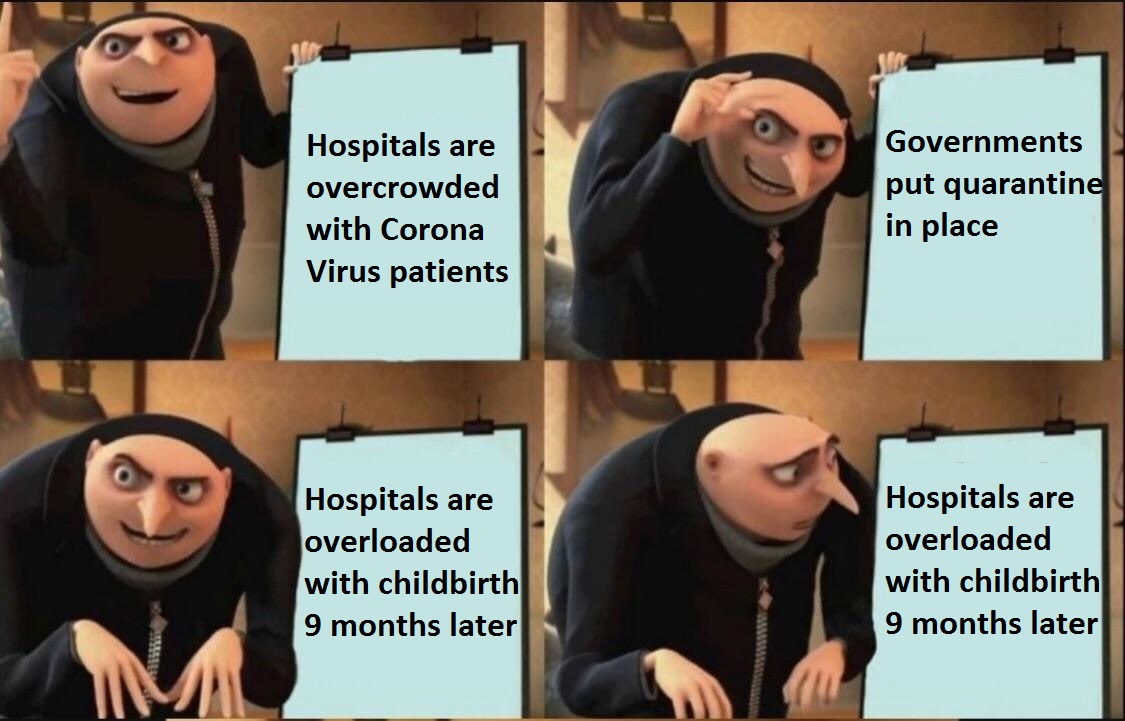 Hospitals are
overcrowded
with Corona
Virus patients
Governments
put quarantine
in place
Hospitals are
overloaded
with childbirth
9 months later
Hospitals are
overloaded
with childbirth
9 months later